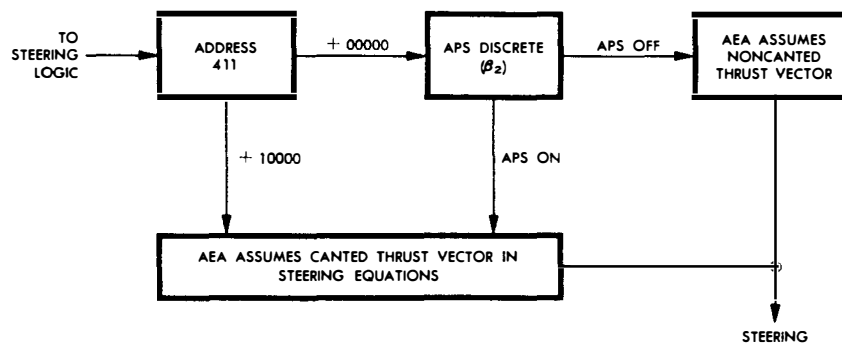 TO
STEERING
LOGIC
ADDRESS
411
+ 00000
APS DISCRETE
(β₂)
APS OFF
AEA ASSUMES
NONCANTED
THRUST VECTOR
+ 10000
APS ON
AEA ASSUMES CANTED THRUST VECTOR IN
STEERING EQUATIONS
STEERING